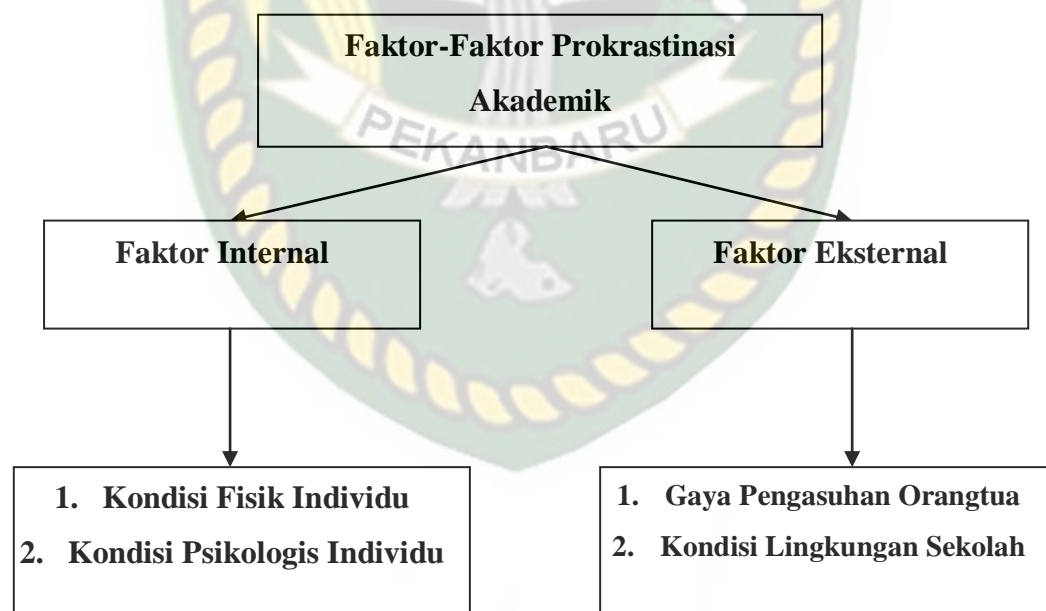 Faktor-Faktor Prokrastinasi
Akademik
PEKANBARU
Faktor Internal
Faktor Eksternal
1. Kondisi Fisik Individu
2. Kondisi Psikologis Individu
1. Gaya Pengasuhan Orangtua
2. Kondisi Lingkungan Sekolah